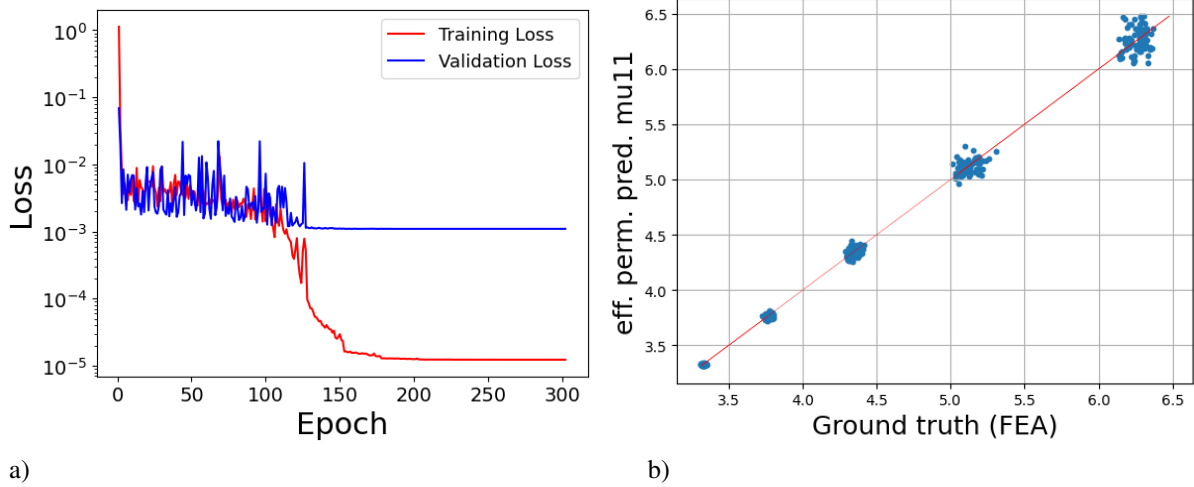 10⁰
10⁻¹
10⁻²
10⁻³
10⁻⁴
10⁻⁵
Loss
Training Loss
Validation Loss
0 50 100 150 200 250 300
Epoch
a)
6.5
6.0
5.5
5.0
4.5
4.0
3.5
eff. perm. pred. mu11
3.5 4.0 4.5 5.0 5.5 6.0 6.5
Ground truth (FEA)
b)